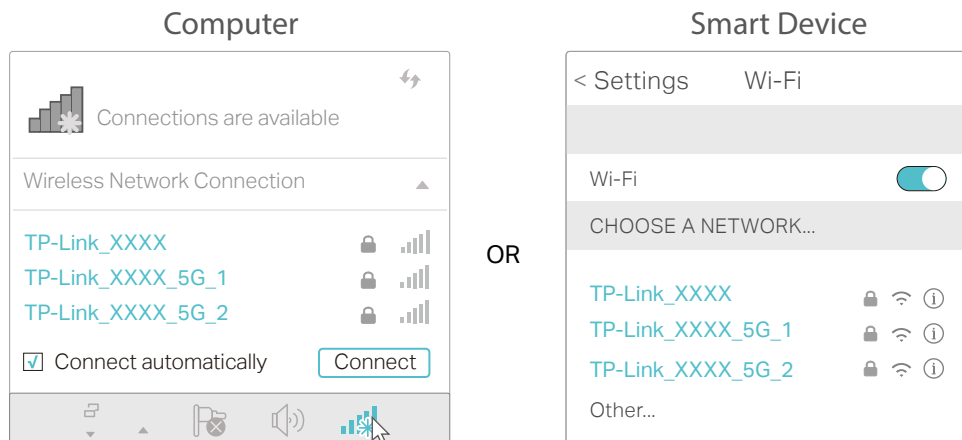 Computer
Connections are available
Wireless Network Connection
TP-Link_XXXX
TP-Link_XXXX_5G_1
TP-Link_XXXX_5G_2
Connect automatically
Connect
OR
Smart Device
< Settings Wi-Fi
Wi-Fi
CHOOSE A NETWORK...
TP-Link_XXXX
TP-Link_XXXX_5G_1
TP-Link_XXXX_5G_2
Other...